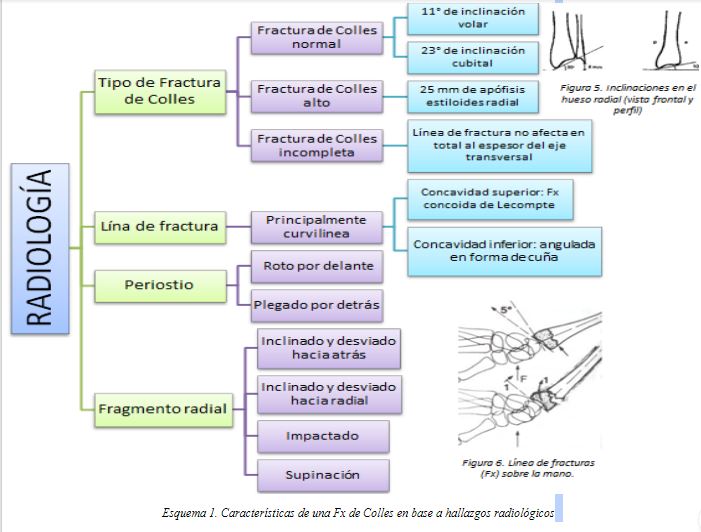 RADIOLOGÍA
Tipo de Fractura
de Colles
Fractura de Colles
normal
11° de inclinación
volar
23° de inclinación
cubital
Fractura de Colles
alto
25 mm de apófisis
estiloides radial
Fractura de Colles
incompleta
Línea de fractura no afecta en
total al espesor del eje
transversal
Lína de fractura
Principalmente
curvilinea
Concavidad superior: Fx
concoida de Lecompte
Concavidad inferior: angulada
en forma de cuña
Periostio
Roto por delante
Plegado por detrás
Fragmento radial
Inclinado y desviado
hacia atrás
Inclinado y desviado
hacia radial
Impactado
Supinación
Figura 5. Inclinaciones en el
hueso radial (vista frontal y
perfil)
5°
F
1
1
Figura 6. Línea de fracturas
(Fx) sobre la mano.
Esquema 1. Características de una Fx de Colles en base a hallazgos radiológicos